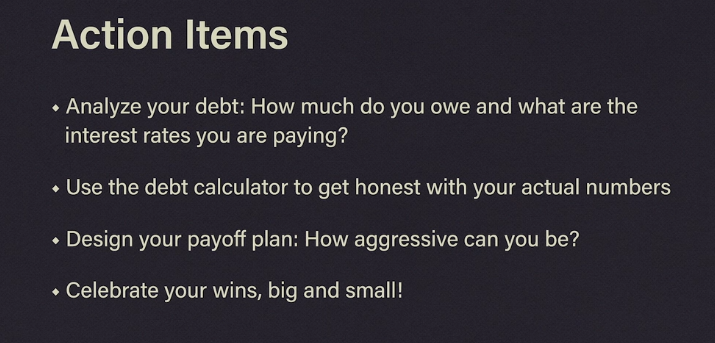 Action Items
⬩ Analyze your debt: How much do you owe and what are the
interest rates you are paying?
⬩ Use the debt calculator to get honest with your actual numbers
⬩ Design your payoff plan: How aggressive can you be?
⬩ Celebrate your wins, big and small!